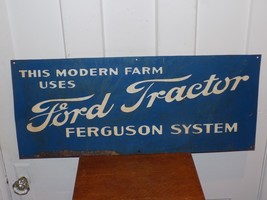 THIS MODERN FARM
USES
Ford Tractor
FERGUSON SYSTEM